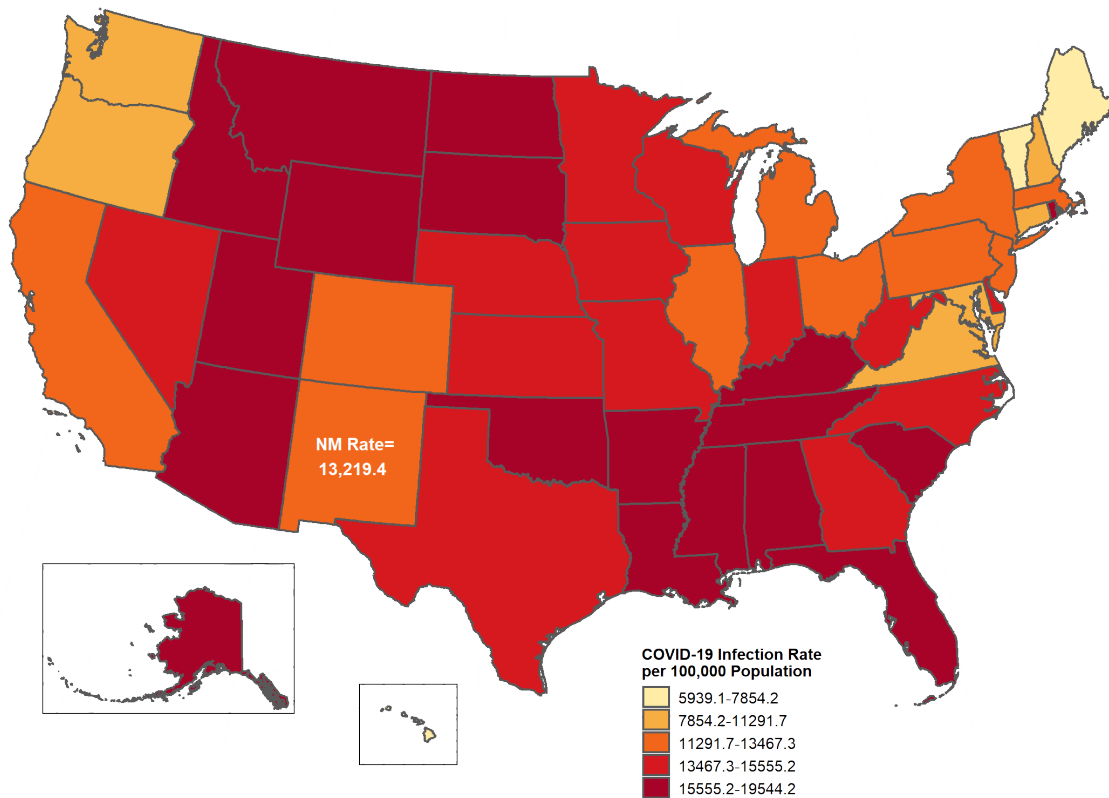 NM Rate=
13,219.4
COVID-19 Infection Rate
per 100,000 Population
5939.1-7854.2
7854.2-11291.7
11291.7-13467.3
13467.3-15555.2
15555.2-19544.2